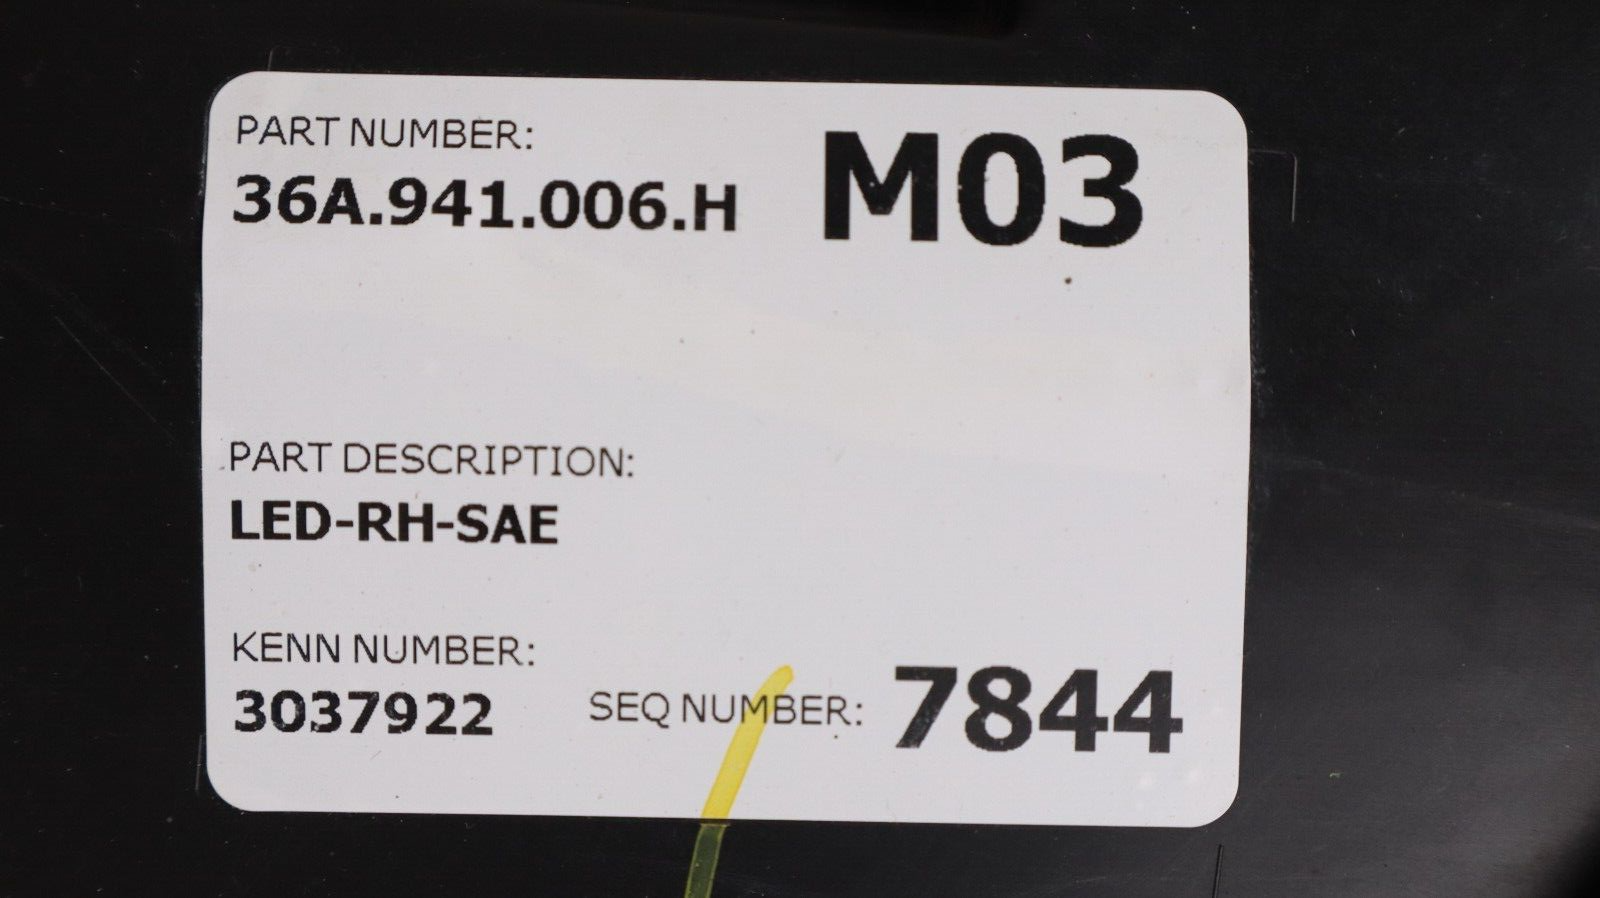 PART NUMBER:
36A.941.006.H
M03
PART DESCRIPTION:
LED-RH-SAE
KENN NUMBER:
3037922
SEQ NUMBER: 7844